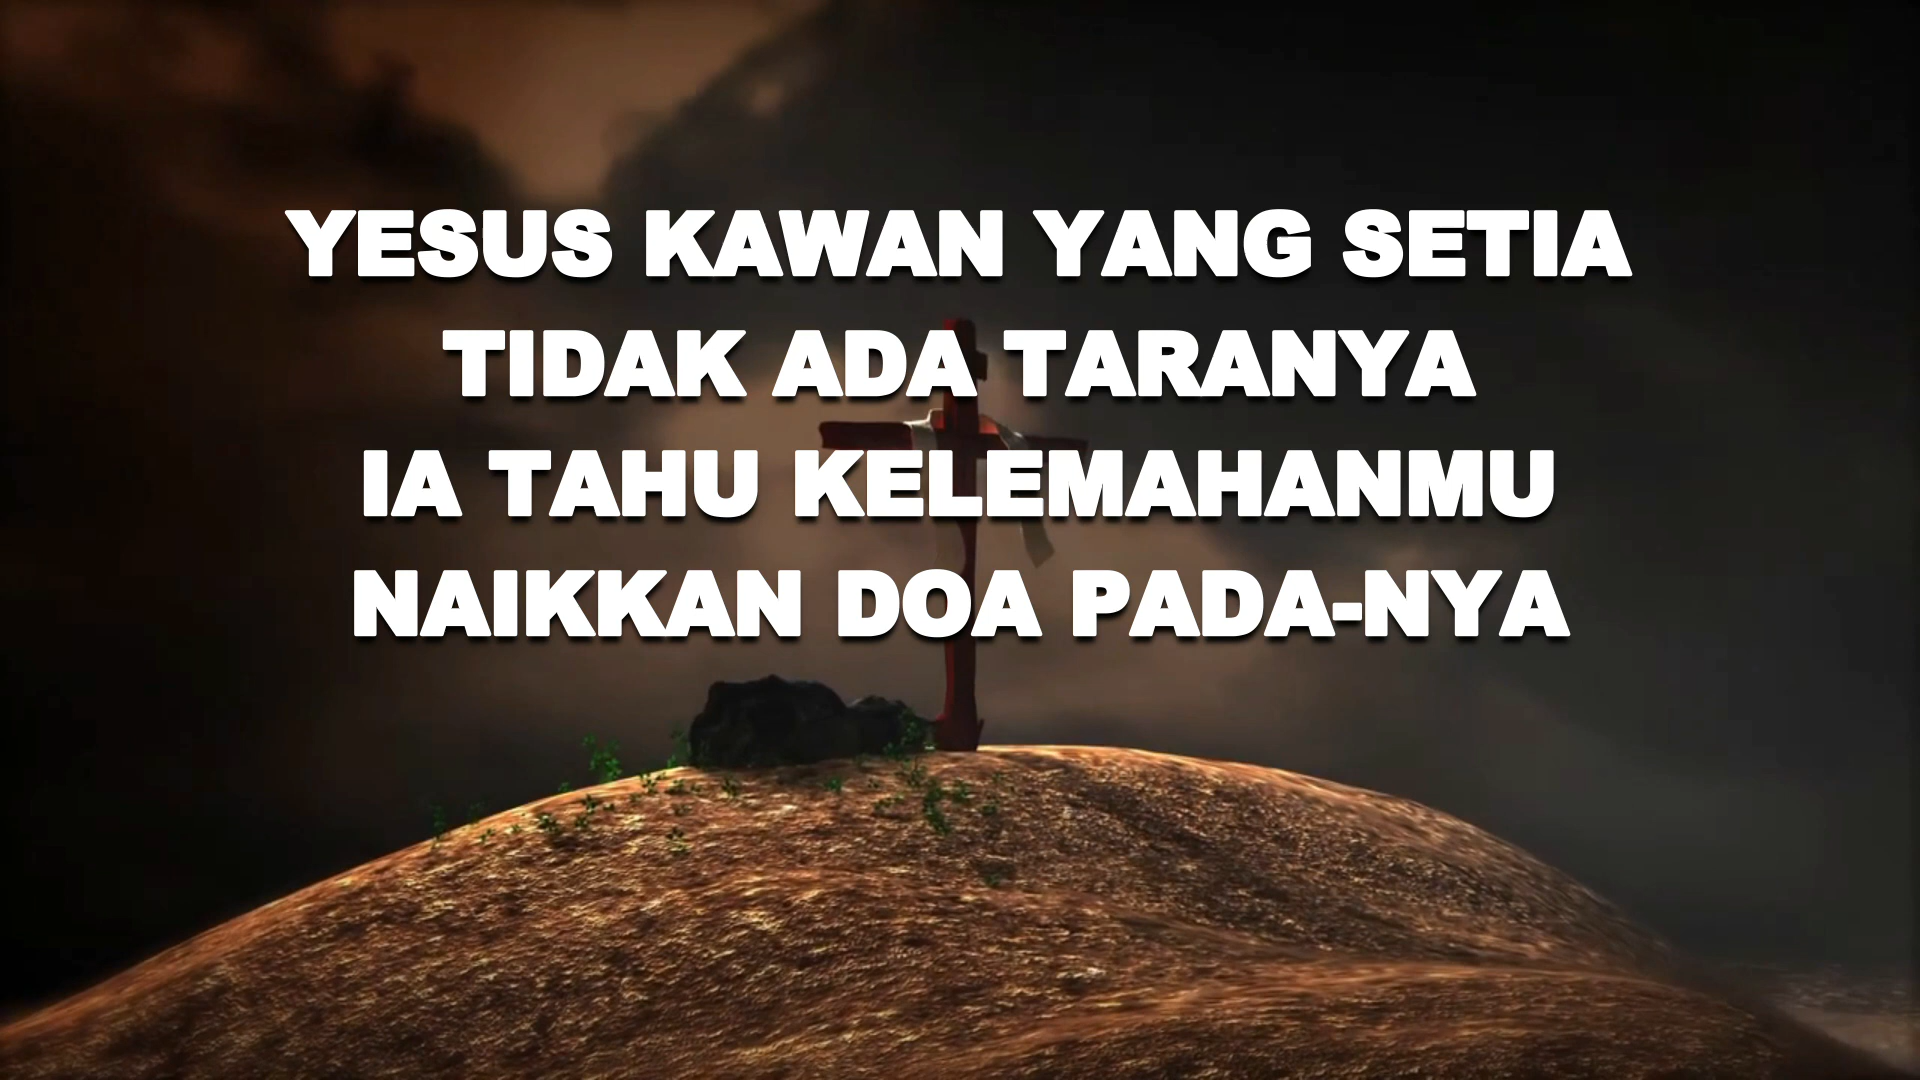 YESUS KAWAN YANG SETIA
TIDAK ADA TARANYA
IA TAHU KELEMAHANMU
NAIKKAN DOA PADA-NYA